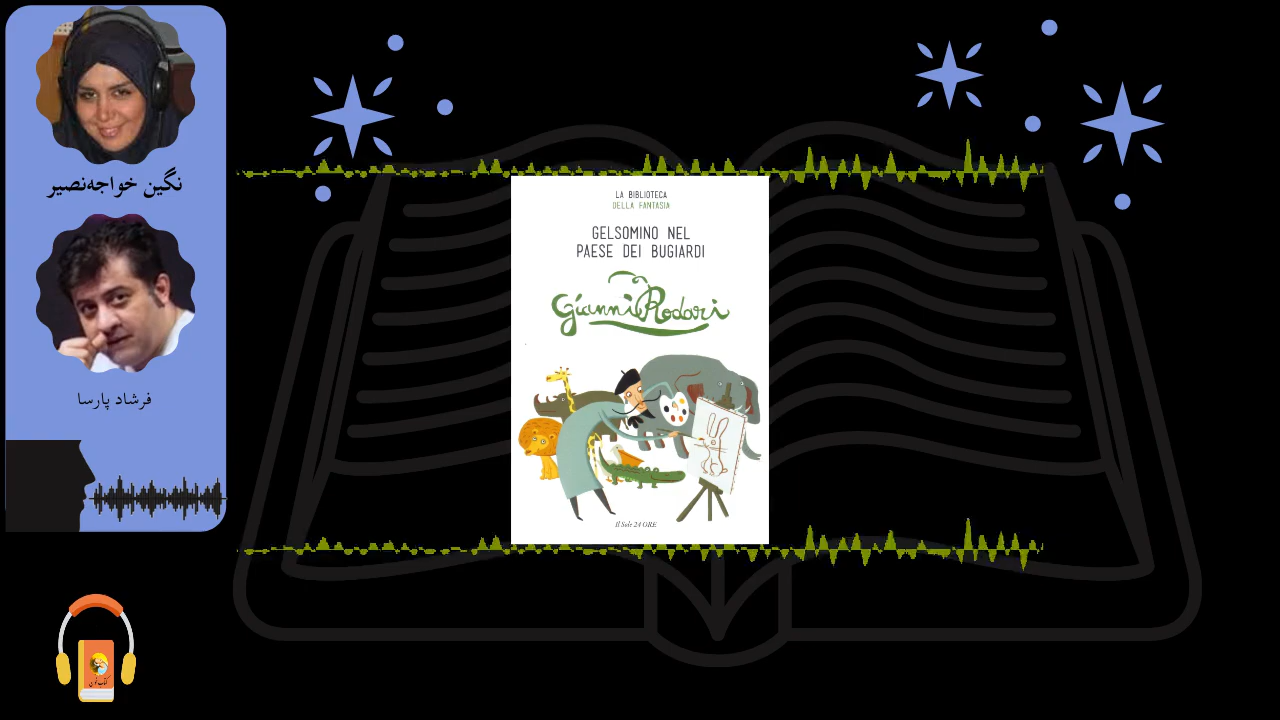 نگین خواجه‌نصیر
فرشاد پارسا
LA BIBLIOTECA
DELLA FANTASIA
GELSOMINO NEL
PAESE DEI BUGIARDI
Gianni Rodari
Il Sole 24 ORE